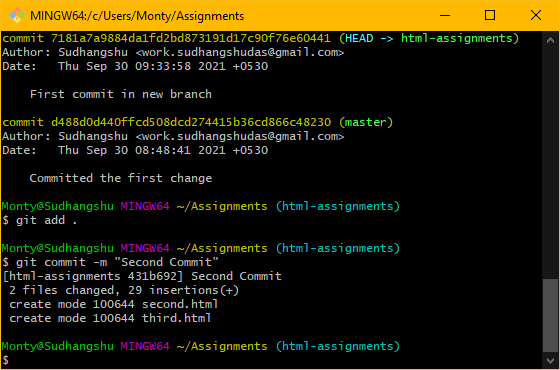 MINGW64:/c/Users/Monty/Assignments
commit 7181a7a9884da1fd2bd873191d17c90f76e60441 (HEAD -> html-assignments)
Author: Sudhangshu <work.sudhangshudas@gmail.com>
Date:   Thu Sep 30 09:33:58 2021 +0530
First commit in new branch
commit d488d0d440ffcd508dcd274415b36cd866c48230 (master)
Author: Sudhangshu <work.sudhangshudas@gmail.com>
Date:   Thu Sep 30 08:48:41 2021 +0530
Committed the first change
Monty@Sudhangshu MINGW64 ~/Assignments (html-assignments)
$ git add .
Monty@Sudhangshu MINGW64 ~/Assignments (html-assignments)
$ git commit -m "Second Commit"
[html-assignments 431b692] Second Commit
2 files changed, 29 insertions(+)
create mode 100644 second.html
create mode 100644 third.html
Monty@Sudhangshu MINGW64 ~/Assignments (html-assignments)
$